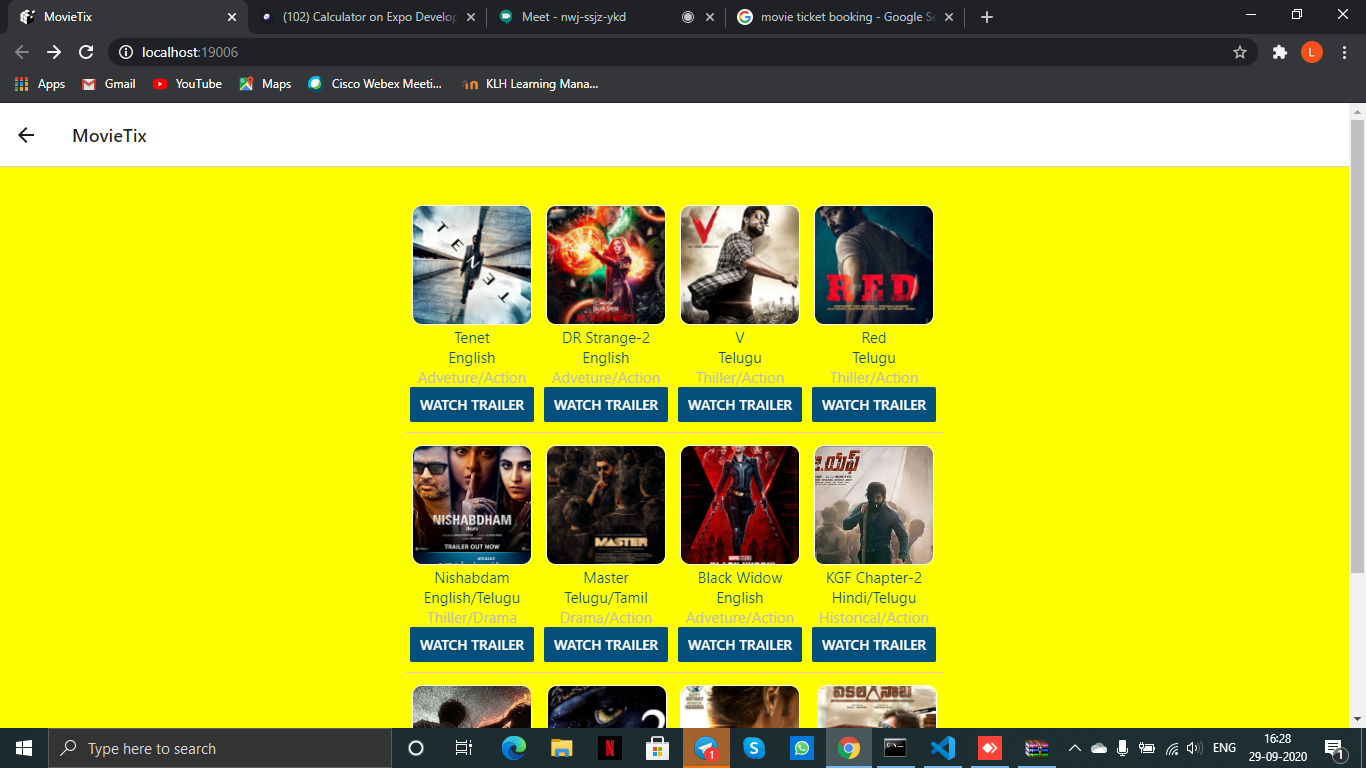 MovieTix
(102) Calculator on Expo Develop
Meet - nwj-ssjz-ykd
movie ticket booking - Google Se
localhost:19006
L
Apps
Gmail
YouTube
Maps
Cisco Webex Meeti...
KLH Learning Mana...
MovieTix
TENET
V
RED
Tenet
DR Strange-2
V
Red
English
English
Telugu
Telugu
Adveture/Action
Adveture/Action
Thiller/Action
Thiller/Action
WATCH TRAILER
WATCH TRAILER
WATCH TRAILER
WATCH TRAILER
NISHABDHAM
TRAILER OUT NOW
MASTER
Nishabdam
Master
Black Widow
KGF Chapter-2
English/Telugu
Telugu/Tamil
English
Hindi/Telugu
Thiller/Drama
Drama/Action
Adveture/Action
Historical/Action
WATCH TRAILER
WATCH TRAILER
WATCH TRAILER
WATCH TRAILER
Type here to search
1
ENG
16:28
29-09-2020
1